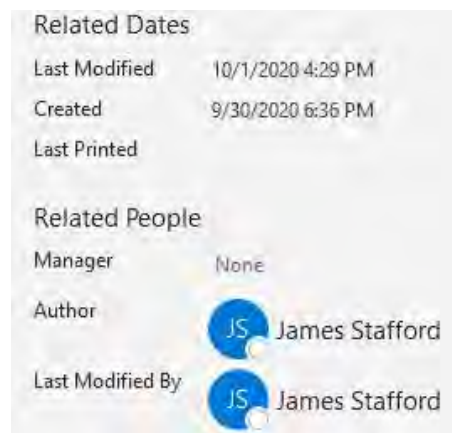 Related Dates
Last Modified 10/1/2020 4:29 PM
Created 9/30/2020 6:36 PM
Last Printed
Related People
Manager None
Author
JS James Stafford
Last Modified By
JS James Stafford